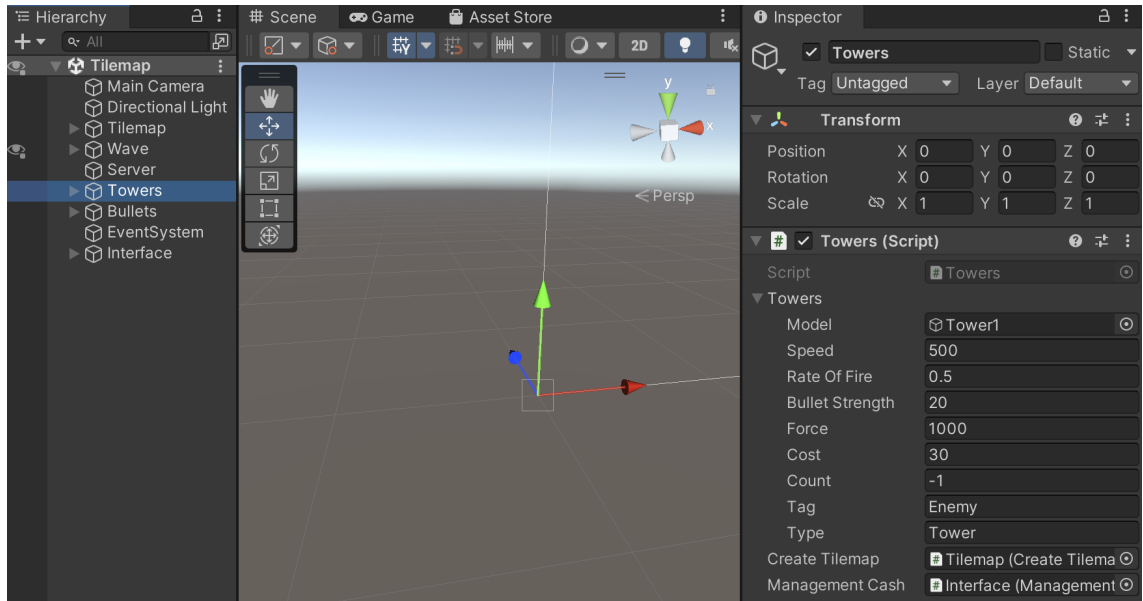 Hierarchy
All
Tilemap
Main Camera
Directional Light
Tilemap
Wave
Server
Towers
Bullets
EventSystem
Interface
Scene
Game
Asset Store
2D
y
x
Persp
Inspector
Towers
Static
Tag Untagged Layer Default
Transform
Position X 0 Y 0 Z 0
Rotation X 0 Y 0 Z 0
Scale X 1 Y 1 Z 1
# Towers (Script)
Script # Towers
Towers
Model Tower1
Speed 500
Rate Of Fire 0.5
Bullet Strength 20
Force 1000
Cost 30
Count -1
Tag Enemy
Type Tower
Create Tilemap # Tilemap (Create Tilema
Management Cash # Interface (Management